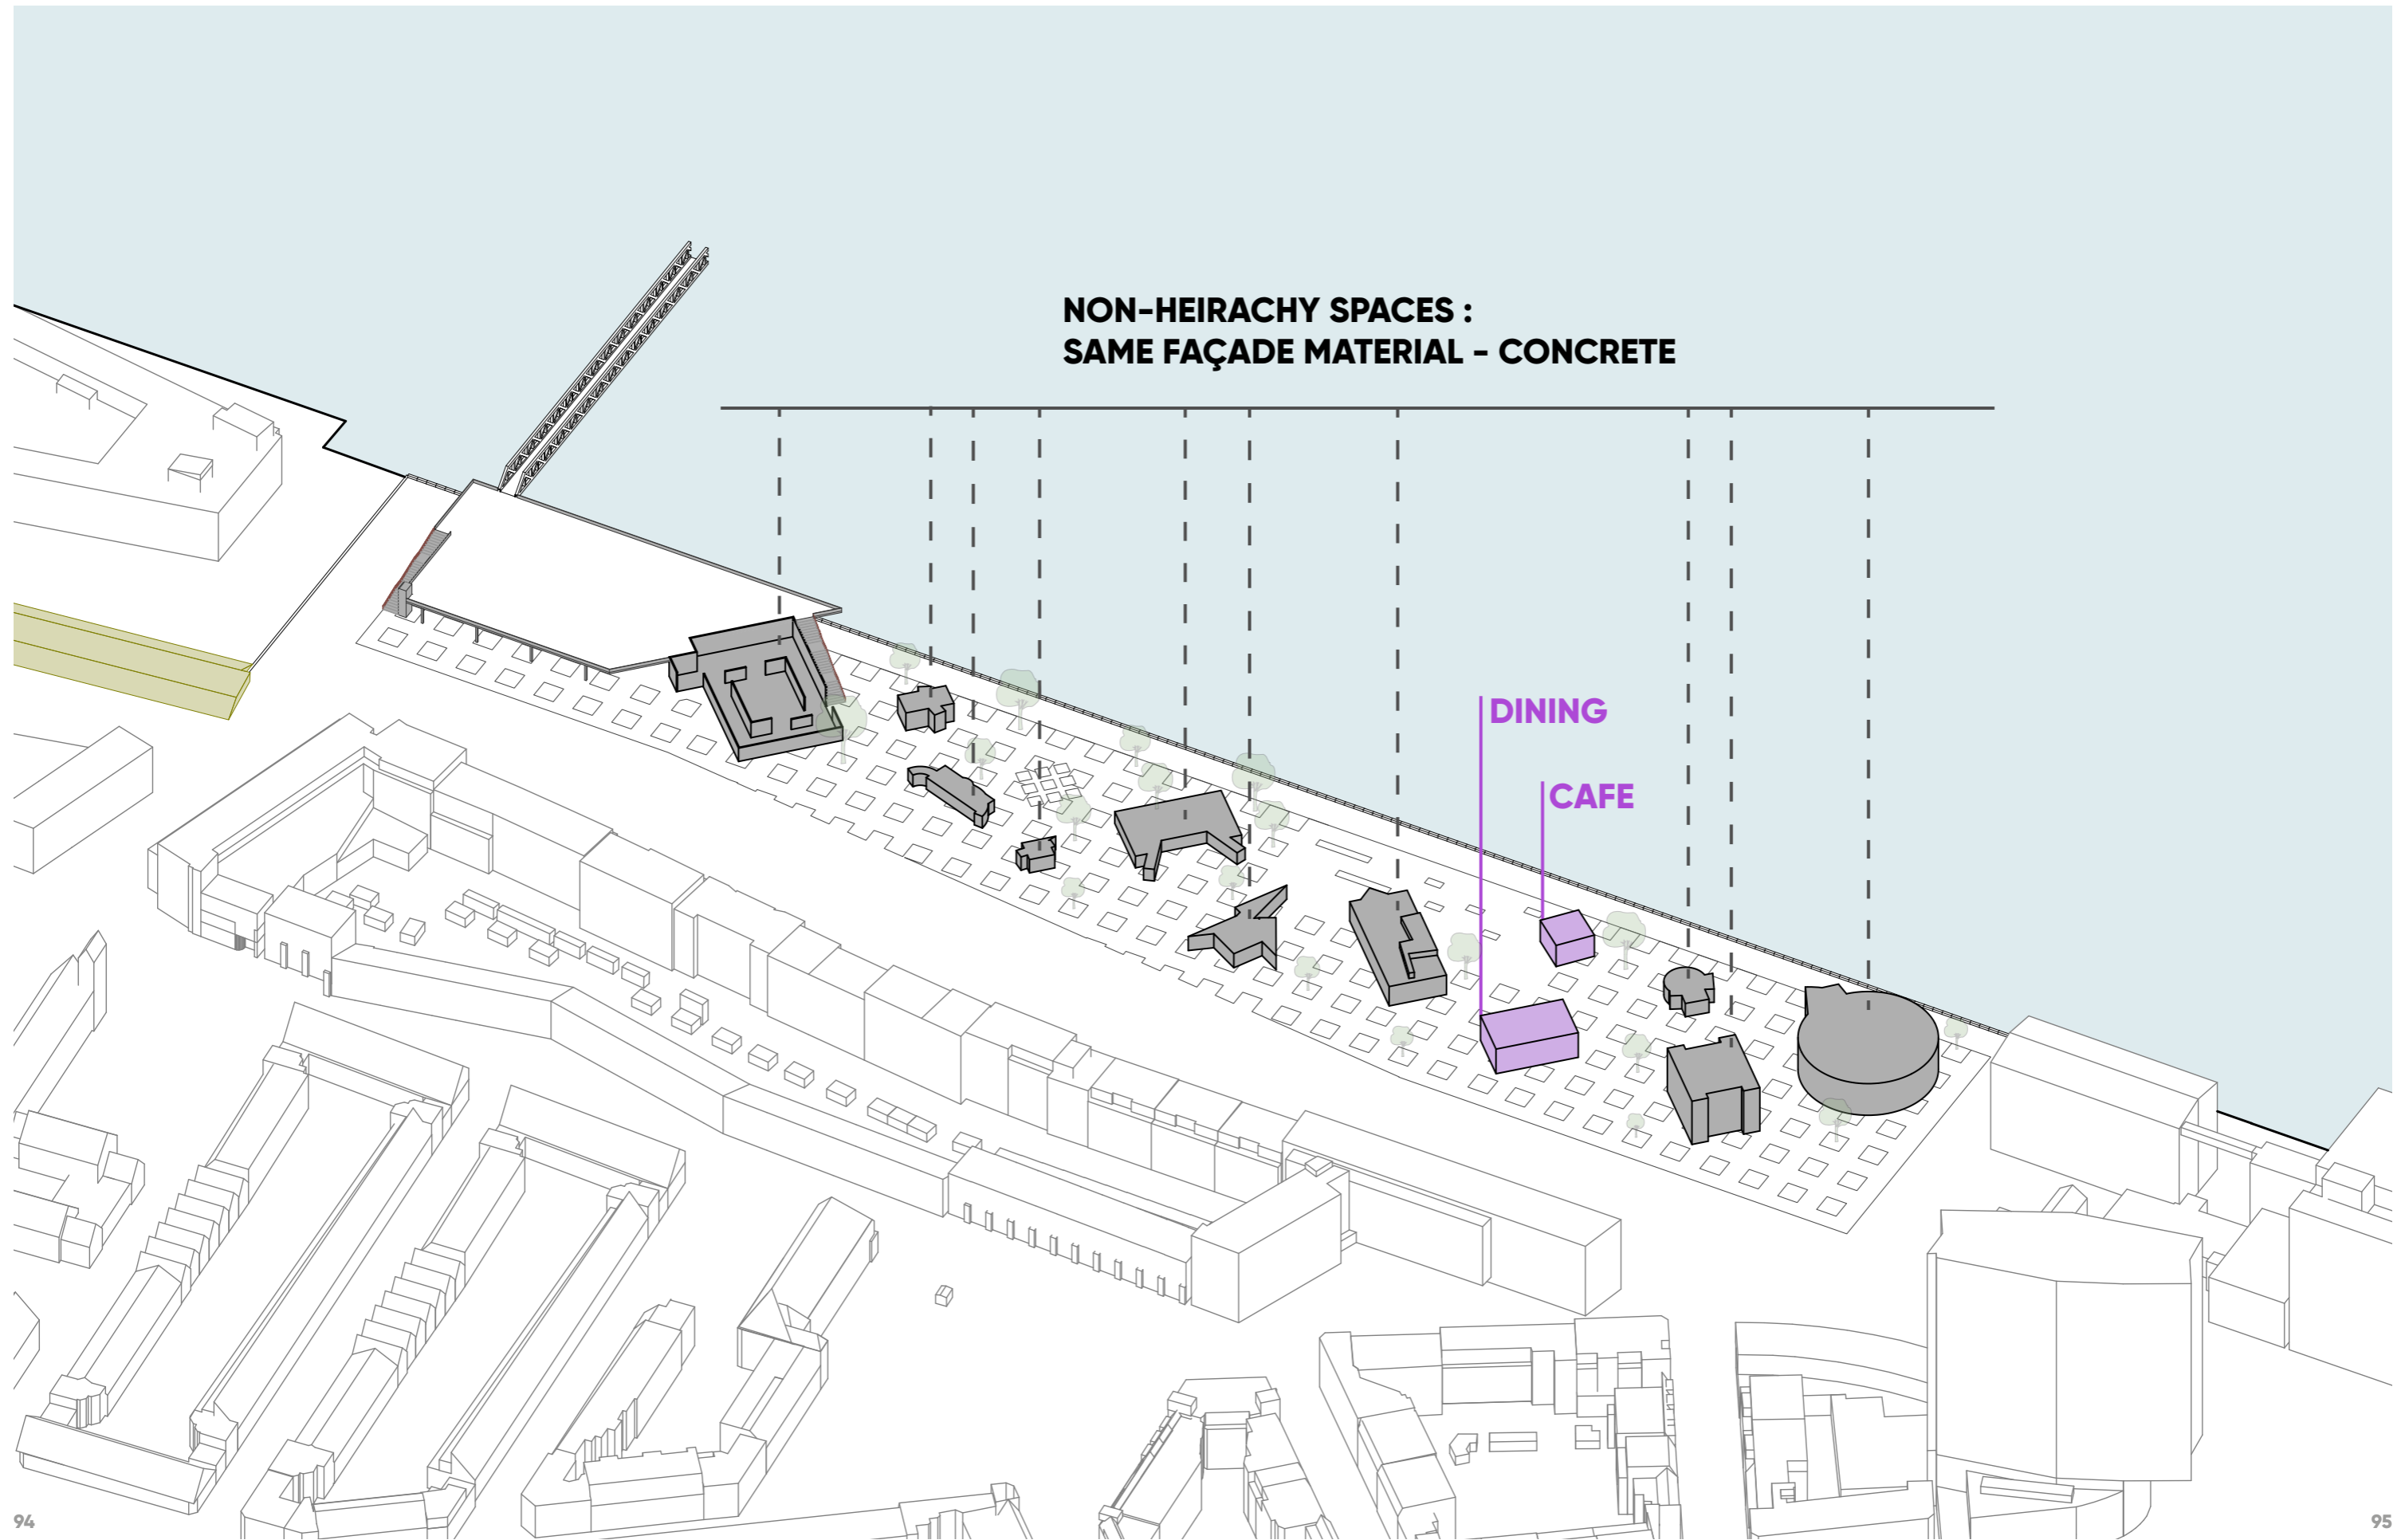 NON-HEIRACHY SPACES :
SAME FAÇADE MATERIAL - CONCRETE
DINING
CAFE
94
95